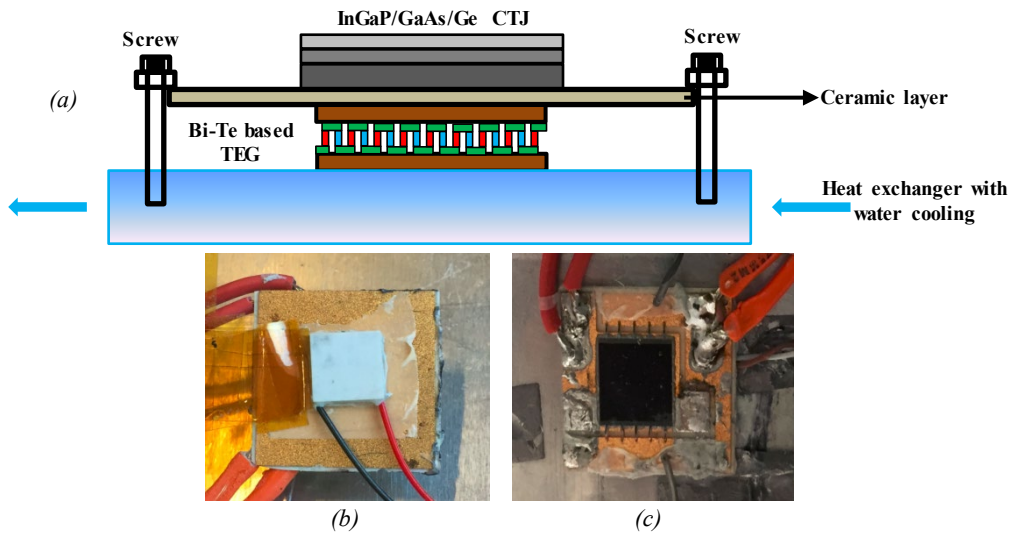 InGaP/GaAs/Ge CTJ
Screw
Screw
(a)
Ceramic layer
Bi-Te based
TEG
Heat exchanger with
water cooling
(b)
(c)